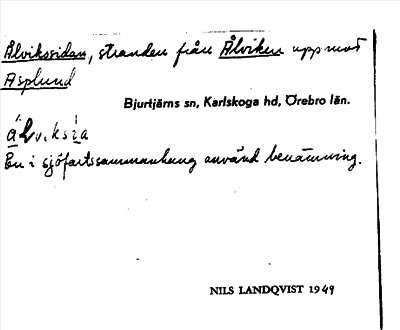 Ålvikssidan, stranden från Ålviken upp mot
Asplund
Bjurtjärns sn, Karlskoga hd, Örebro län.
En i sjöfartssammanhang använd benämning.
NILS LANDQVIST 1949